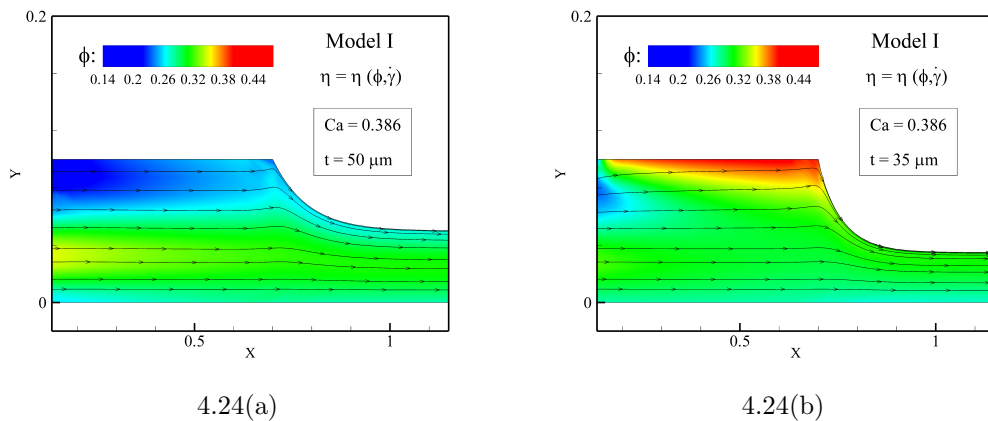 0.2
Model I
ϕ:
0.14 0.2 0.26 0.32 0.38 0.44
η = η (ϕ,γ̇)
Ca = 0.386
t = 50 μm
Y
0
0.5
1
X
4.24(a)
0.2
Model I
ϕ:
0.14 0.2 0.26 0.32 0.38 0.44
η = η (ϕ,γ̇)
Ca = 0.386
t = 35 μm
Y
0
0.5
1
X
4.24(b)